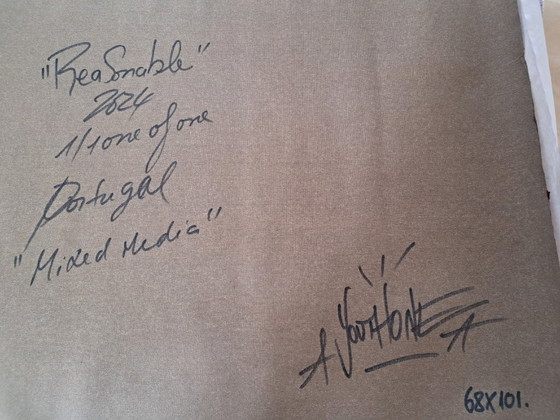 "ReaSonable"
2024
1/1 one of one
Portugal
"Mixed Media"
68X101.